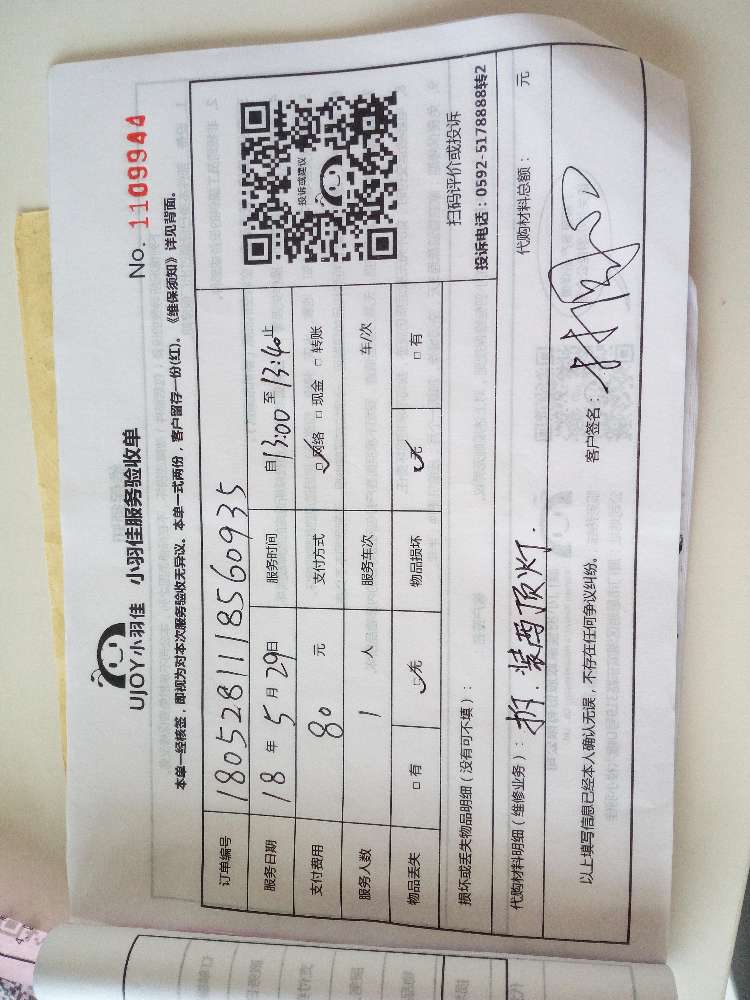 UJOY小羽佳 小羽佳服务验收单
No. 1109944
本单一经核签，即视为对本次服务验收无异议。本单一式两份，客户留存一份(红)。《维保须知》详见背面。
订单编号 1805281118560935
服务日期 18 年 5 月 29 日 服务时间 自 13:00 至 13:40 止
支付费用 80 元 支付方式 ☑网络 □现金 □转账
服务人数 1 人 服务车次 车/次
物品丢失 □有 ☑无 物品损坏 ☑无 □有
投诉或建议
扫码评价或投诉
投诉电话：0592-5178888转2
损坏或丢失物品明细（没有可不填）：
代购材料明细（维修业务）： 拆.装两顶灯. 代购材料总额： 元
以上填写信息已经本人确认无误，不存在任何争议纠纷。 客户签名：